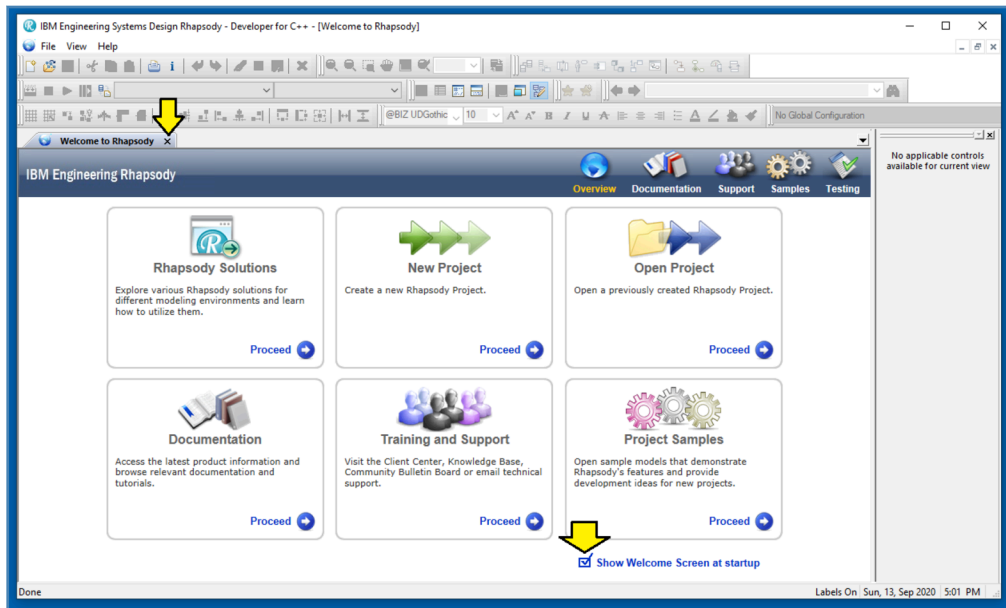 IBM Engineering Systems Design Rhapsody - Developer for C++ - [Welcome to Rhapsody]
File View Help
@BIZ UDGothic 10 No Global Configuration
Welcome to Rhapsody
No applicable controls
available for current view
IBM Engineering Rhapsody
Overview Documentation Support Samples Testing
Rhapsody Solutions
Explore various Rhapsody solutions for
different modeling environments and learn
how to utilize them.
Proceed
New Project
Create a new Rhapsody Project.
Proceed
Open Project
Open a previously created Rhapsody Project.
Proceed
Documentation
Access the latest product information and
browse relevant documentation and
tutorials.
Proceed
Training and Support
Visit the Client Center, Knowledge Base,
Community Bulletin Board or email technical
support.
Proceed
Project Samples
Open sample models that demonstrate
Rhapsody's features and provide
development ideas for new projects.
Proceed
Show Welcome Screen at startup
Done Labels On Sun, 13, Sep 2020 5:01 PM